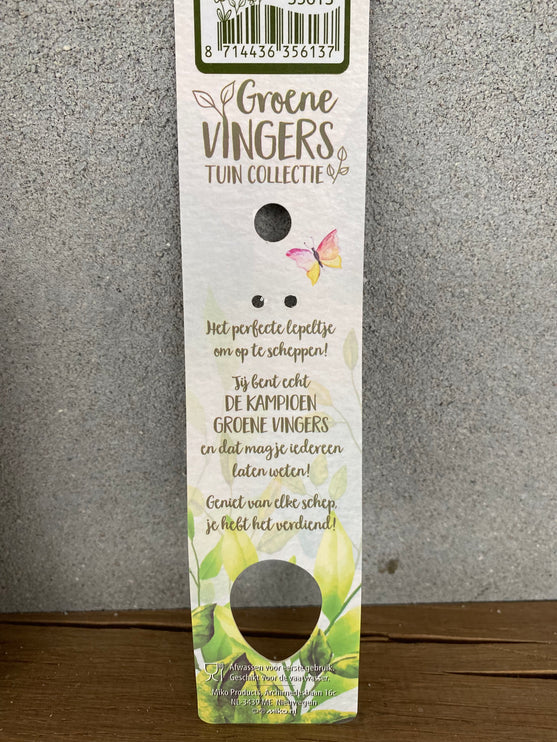 8 714436 356137
Groene
VINGERS
TUIN COLLECTIE
Het perfecte lepeltje
om op te scheppen!
Jij bent echt
DE KAMPIOEN
GROENE VINGERS
en dat mag je iedereen
laten weten!
Geniet van elke schep,
je hebt het verdiend!
Afwassen voor eerste gebruik.
Geschikt voor de vaatwasser.
Miko Products, Archimedesbaan 16c
NL-3439 ME Nieuwegein